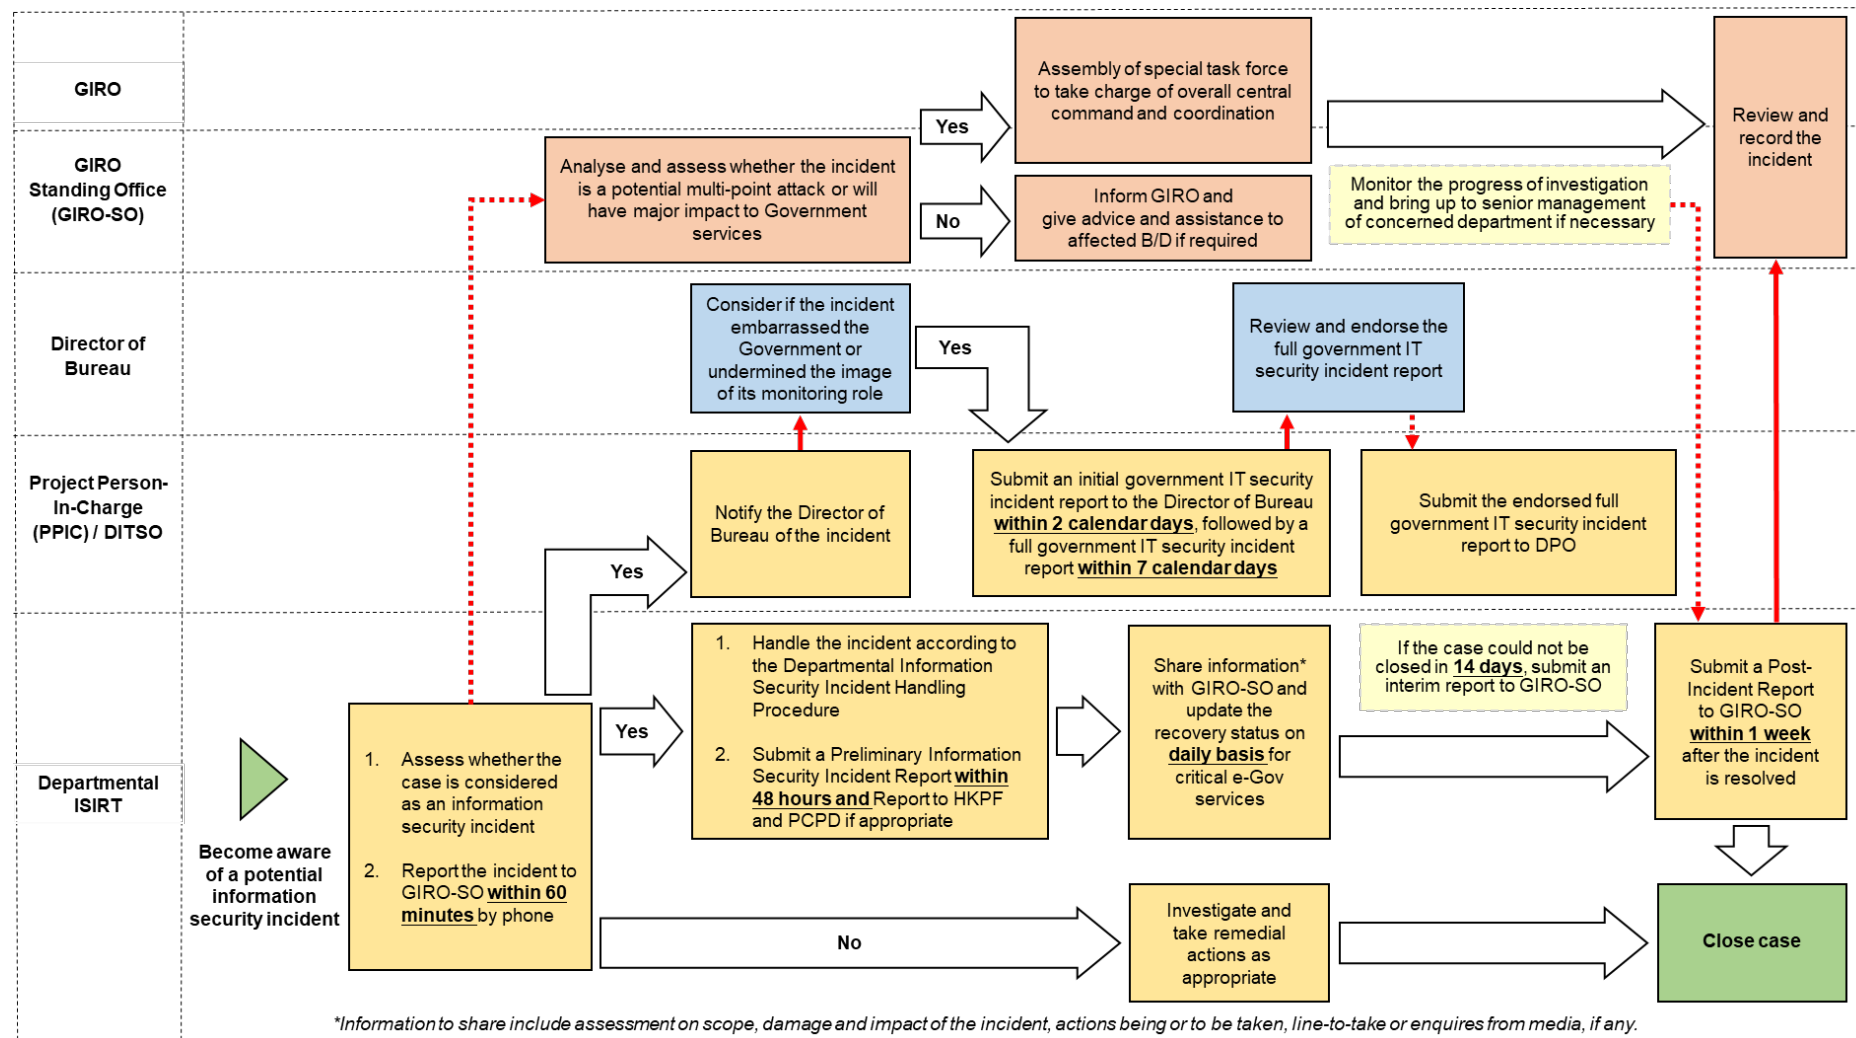 GIRO
Assembly of special task force
to take charge of overall central
command and coordination
Review and
record the
incident
GIRO
Standing Office
(GIRO-SO)
Analyse and assess whether the incident
is a potential multi-point attack or will
have major impact to Government
services
Yes
No
Inform GIRO and
give advice and assistance to
affected B/D if required
Monitor the progress of investigation
and bring up to senior management
of concerned department if necessary
Director of
Bureau
Consider if the incident
embarrassed the
Government or
undermined the image
of its monitoring role
Yes
Review and endorse the
full government IT
security incident report
Project Person-
In-Charge
(PPIC) / DITSO
Yes
Notify the Director of
Bureau of the incident
Submit an initial government IT security
incident report to the Director of Bureau
within 2 calendar days, followed by a
full government IT security incident
report within 7 calendar days
Submit the endorsed full
government IT security incident
report to DPO
Departmental
ISIRT
Become aware
of a potential
information
security incident
1. Assess whether the
case is considered
as an information
security incident
2. Report the incident to
GIRO-SO within 60
minutes by phone
Yes
1. Handle the incident according to
the Departmental Information
Security Incident Handling
Procedure
2. Submit a Preliminary Information
Security Incident Report within
48 hours and Report to HKPF
and PCPD if appropriate
Share information*
with GIRO-SO and
update the
recovery status on
daily basis for
critical e-Gov
services
If the case could not be
closed in 14 days, submit an
interim report to GIRO-SO
Submit a Post-
Incident Report
to GIRO-SO
within 1 week
after the incident
is resolved
No
Investigate and
take remedial
actions as
appropriate
Close case
*Information to share include assessment on scope, damage and impact of the incident, actions being or to be taken, line-to-take or enquires from media, if any.